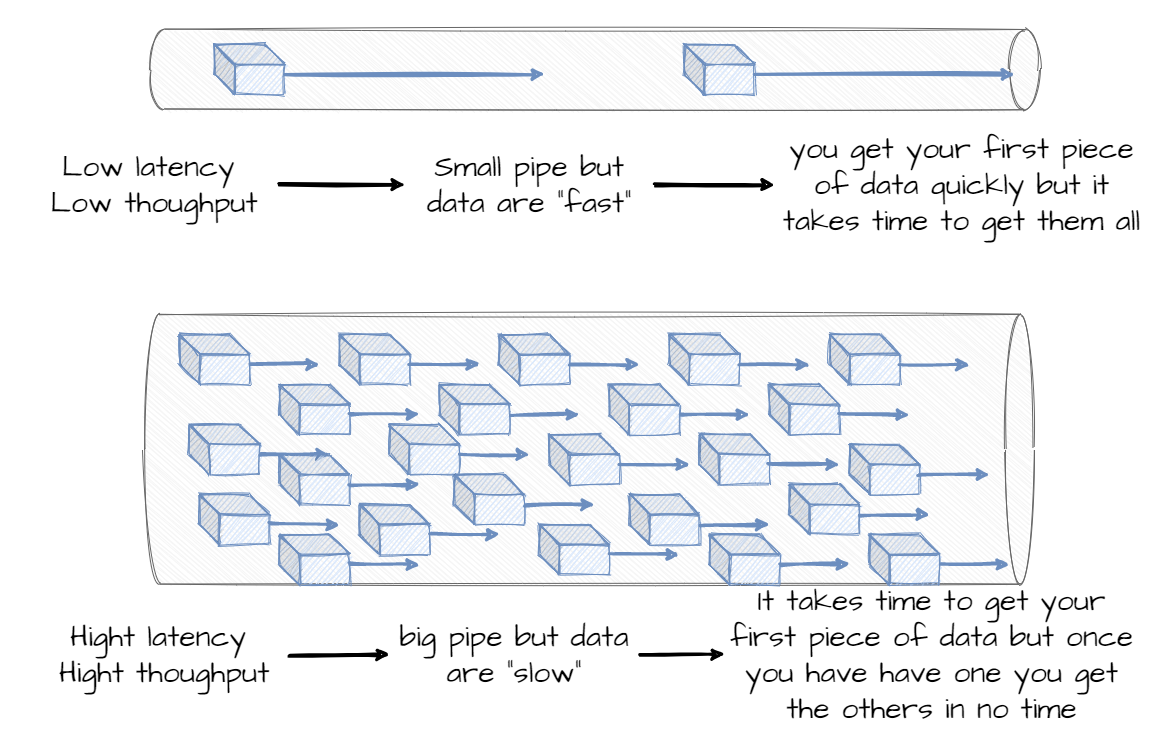 Low latency
Low thoughput
Small pipe but
data are "fast"
you get your first piece
of data quickly but it
takes time to get them all
Hight latency
Hight thoughput
big pipe but data
are "slow"
It takes time to get your
first piece of data but once
you have have one you get
the others in no time